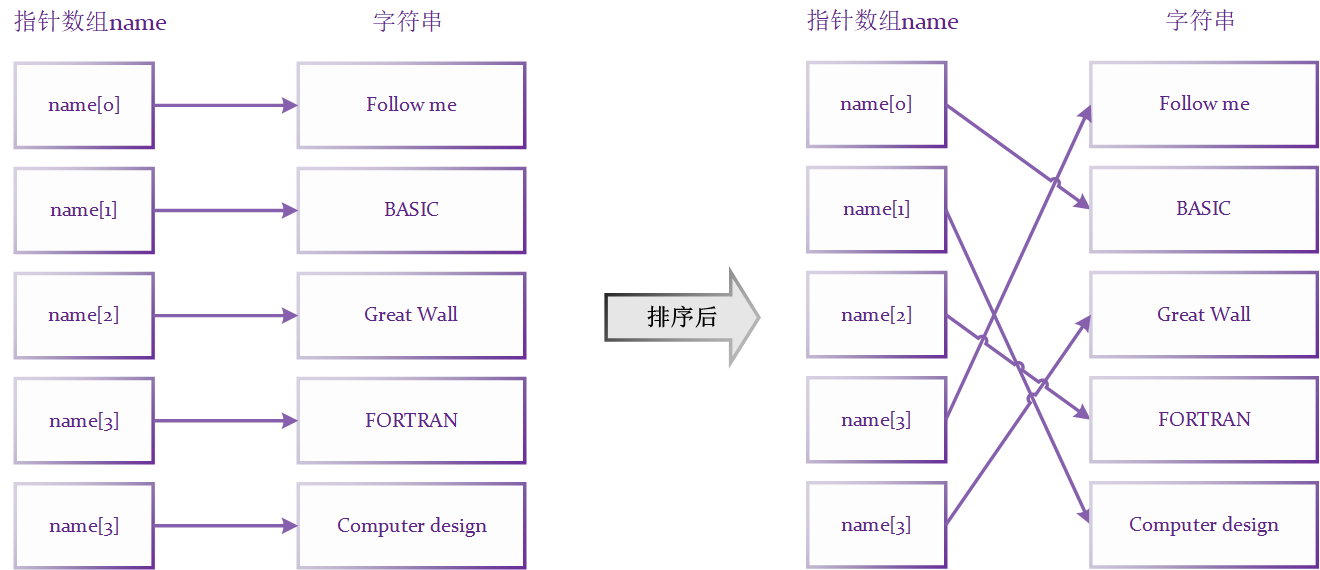 指针数组name
字符串
name[0]
Follow me
name[1]
BASIC
name[2]
Great Wall
name[3]
FORTRAN
name[3]
Computer design
排序后
指针数组name
字符串
name[0]
Follow me
name[1]
BASIC
name[2]
Great Wall
name[3]
FORTRAN
name[3]
Computer design